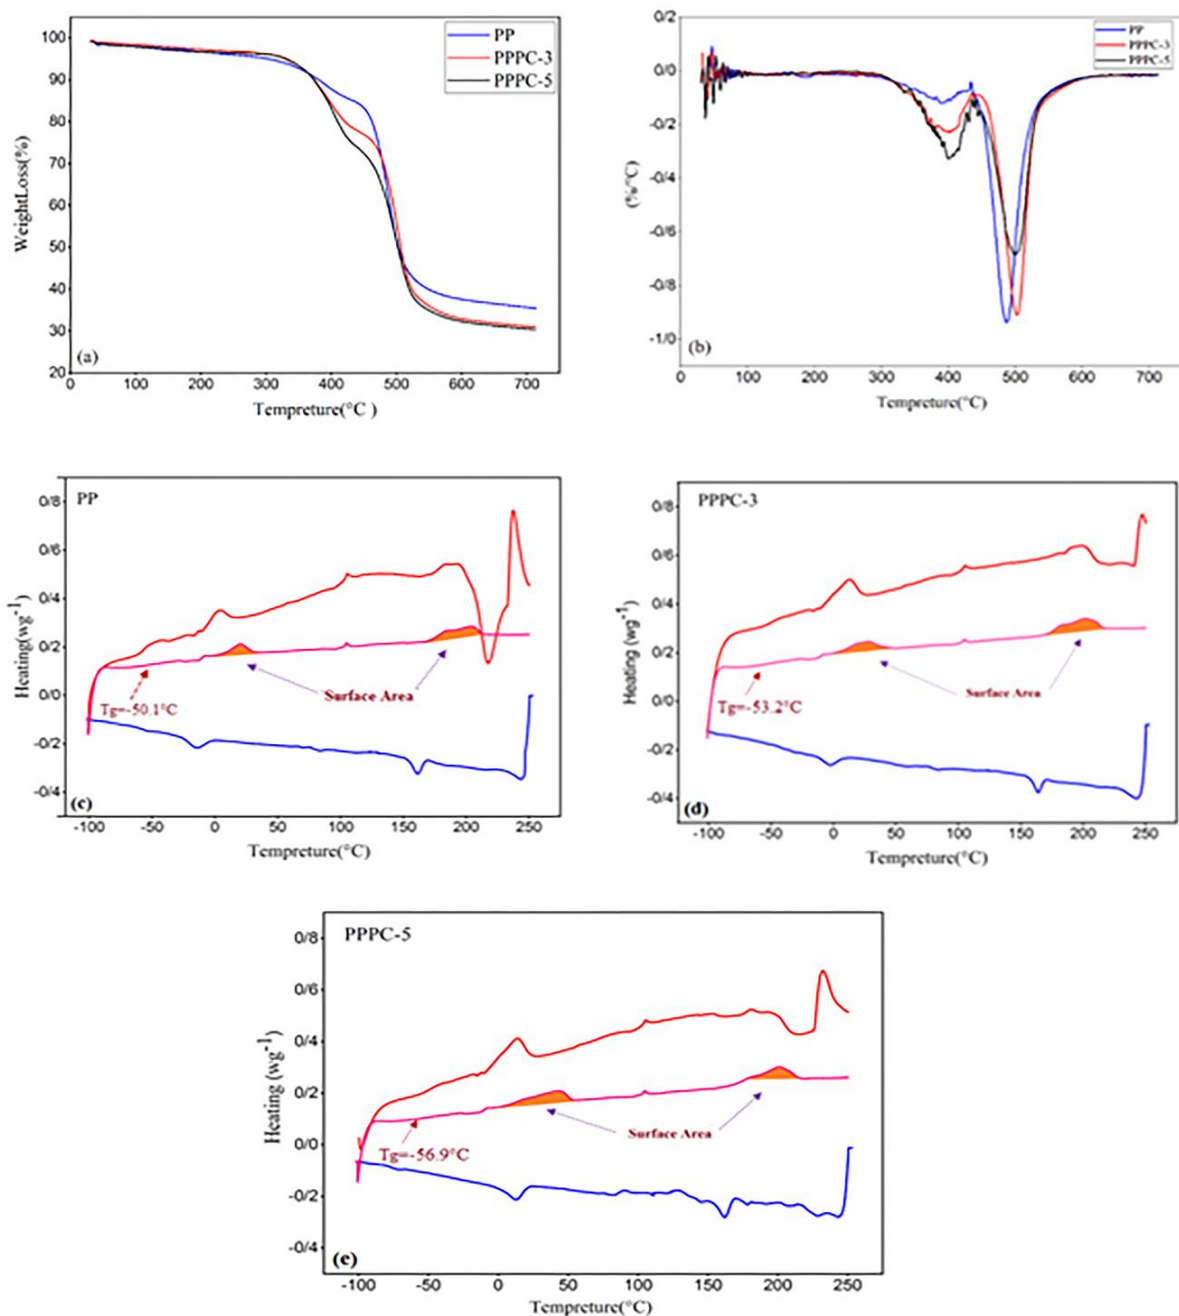 100
90
80
70
60
50
40
30
20
WeightLoss(%)
PP
PPPC-3
PPPC-5
(a)
0 100 200 300 400 500 600 700
Tempreture(°C )
0/2
0/0
-0/2
-0/4
-0/6
-0/8
-1/0
(%/°C)
PP
PPPC-3
PPPC-5
(b)
0 100 200 300 400 500 600 700
Tempreture(°C)
PP
0/8
0/6
0/4
0/2
0/0
-0/2
-0/4
Heating(wg-1)
Surface Area
Tg=-50.1°C
(c)
-100 -50 0 50 100 150 200 250
Tempreture(°C)
PPPC-3
0/8
0/6
0/4
0/2
0/0
-0/2
-0/4
Heating (wg-1)
Surface Area
Tg=-53.2°C
(d)
-100 -50 0 50 100 150 200 250
Tempreture(°C)
PPPC-5
0/8
0/6
0/4
0/2
0/0
-0/2
-0/4
Heating (wg-1)
Surface Area
Tg=-56.9°C
(e)
-100 -50 0 50 100 150 200 250
Tempreture(°C)